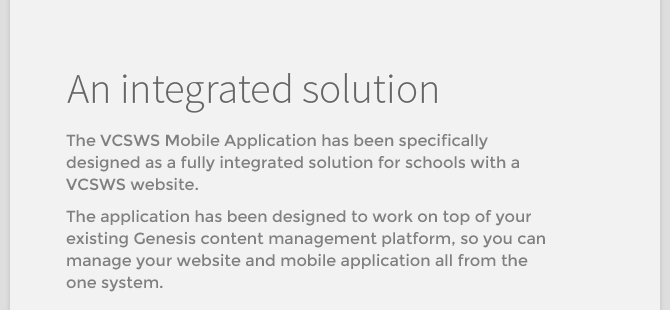 An integrated solution
The VCSWS Mobile Application has been specifically
designed as a fully integrated solution for schools with a
VCSWS website.
The application has been designed to work on top of your
existing Genesis content management platform, so you can
manage your website and mobile application all from the
one system.